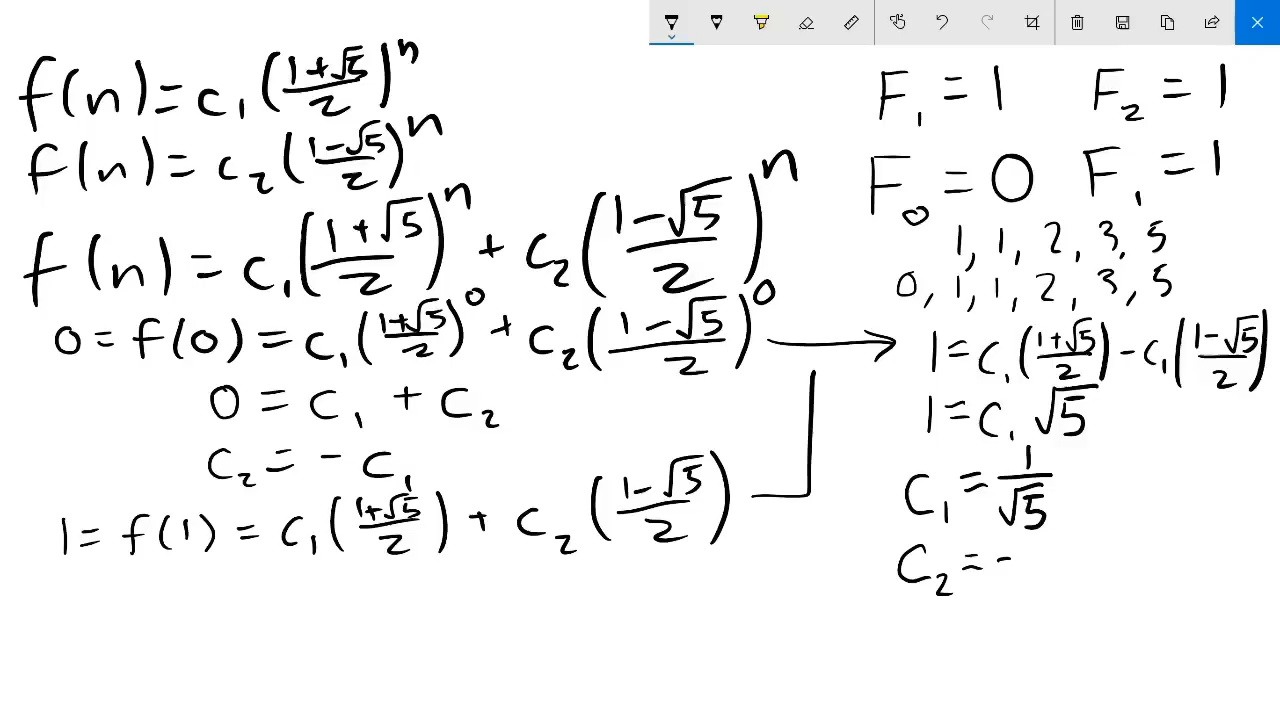 f(n) = c₁((1+√5)/2)ⁿ
f(n) = c₂((1-√5)/2)ⁿ
f(n) = c₁((1+√5)/2)ⁿ + c₂((1-√5)/2)ⁿ
0 = f(0) = c₁((1+√5)/2)⁰ + c₂((1-√5)/2)⁰
0 = c₁ + c₂
c₂ = - c₁
1 = f(1) = c₁((1+√5)/2) + c₂((1-√5)/2)
F₁ = 1 F₂ = 1
F₀ = 0 F₁ = 1
1, 1, 2, 3, 5
0, 1, 1, 2, 3, 5
1 = c₁((1+√5)/2) - c₁((1-√5)/2)
1 = c₁ √5
c₁ = 1/√5
c₂ = -